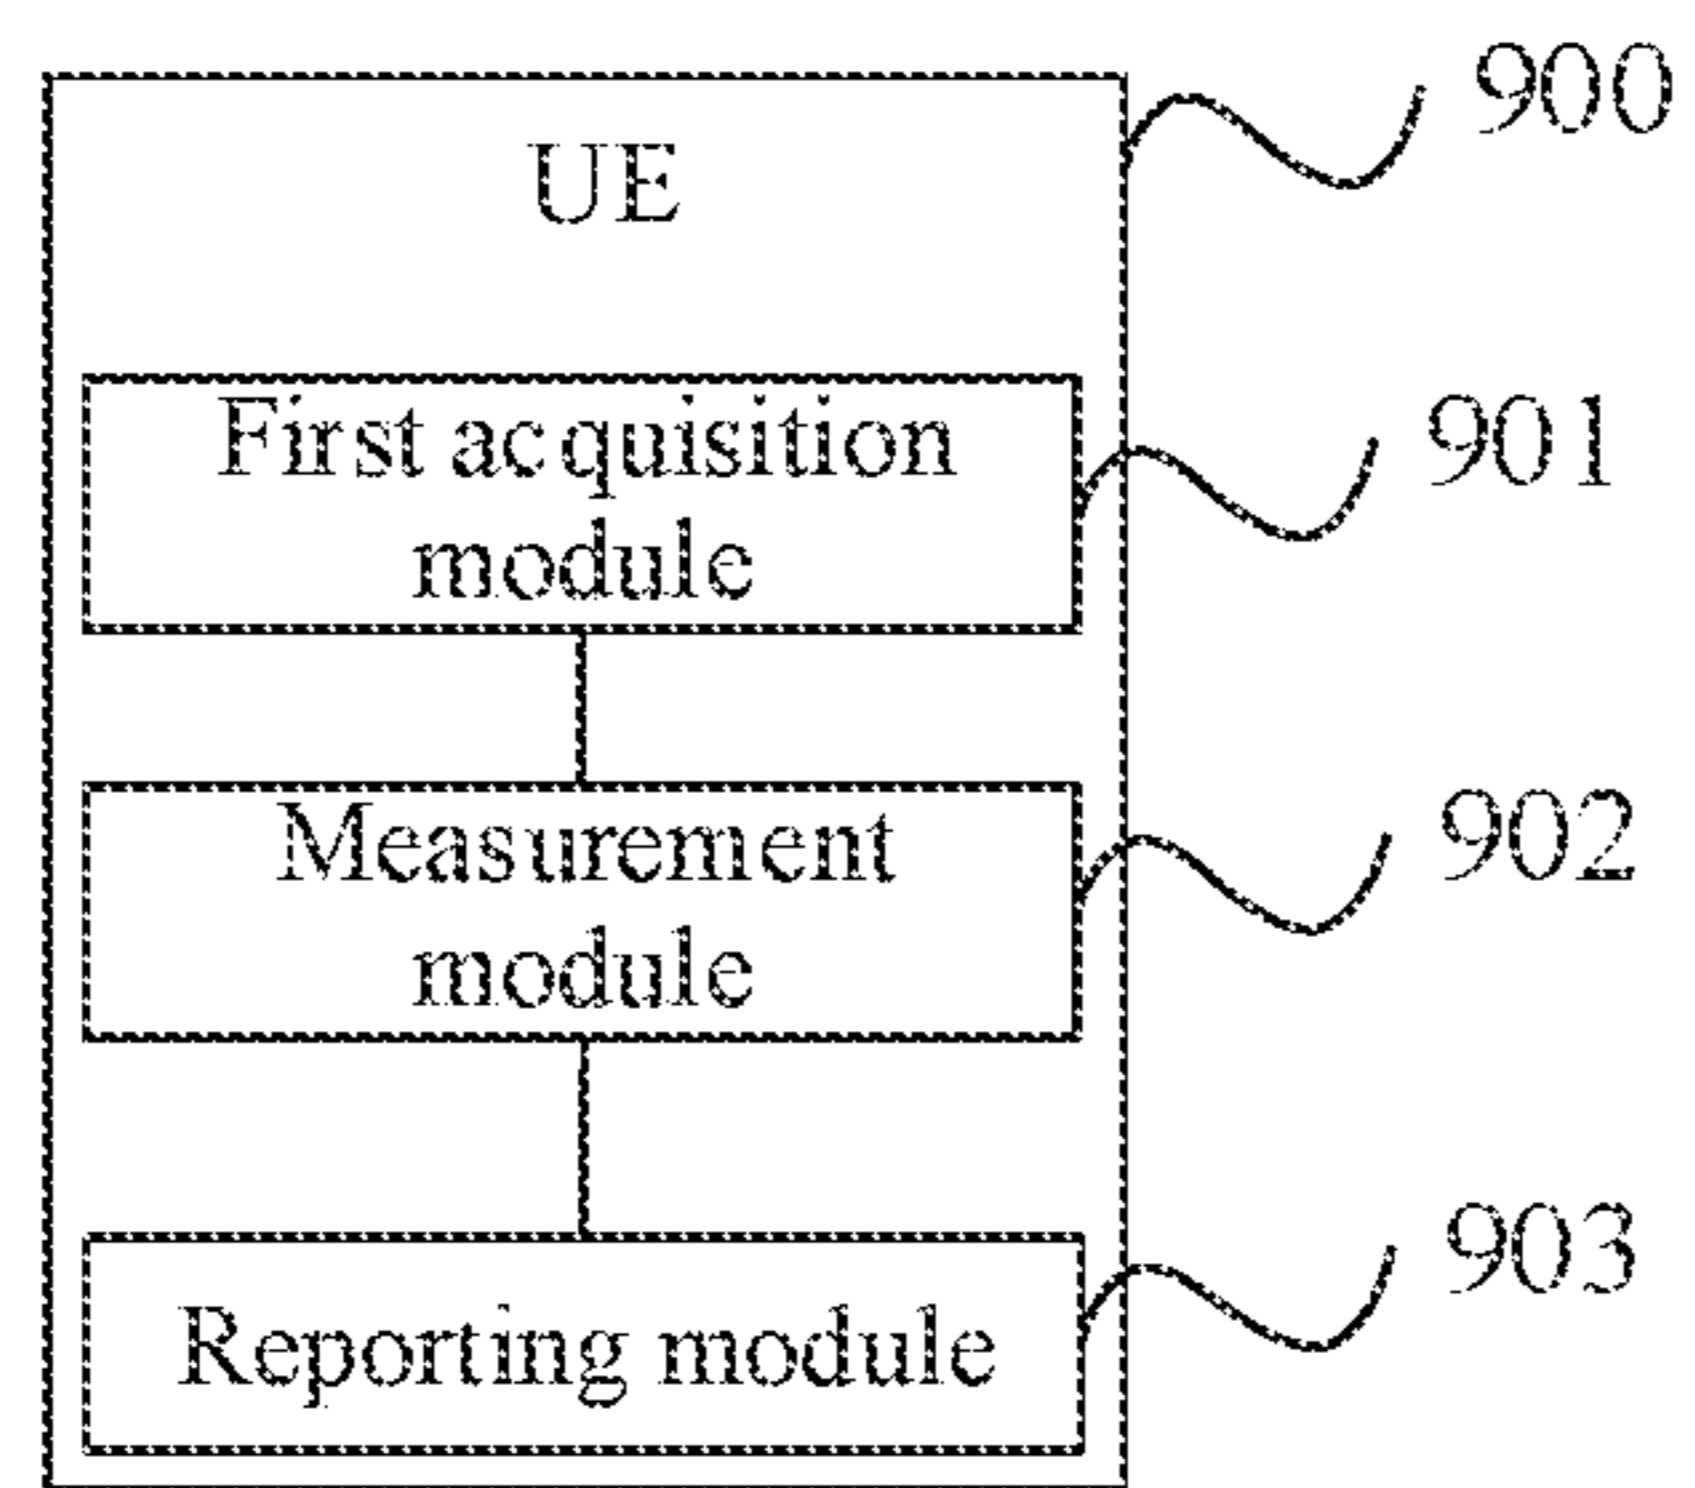 900
UE
First acquisition
module
901
Measurement
module
902
Reporting module
903